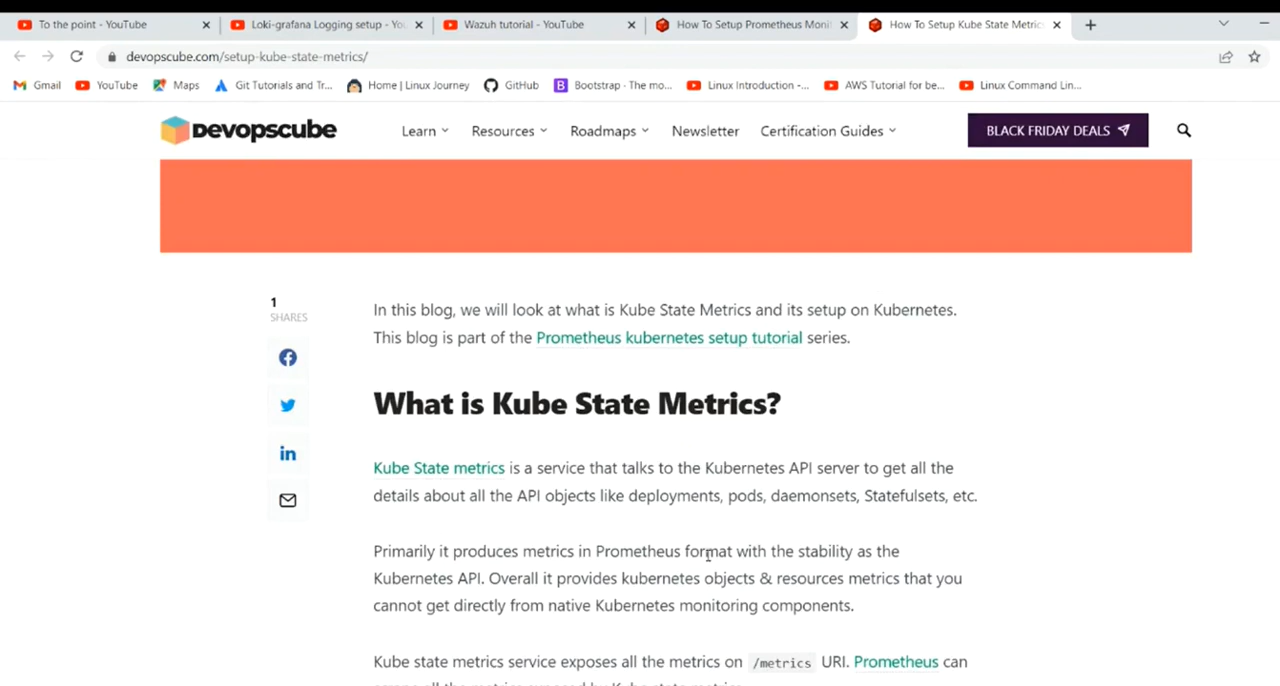 To the point - YouTube
Loki-grafana Logging setup - You
Wazuh tutorial - YouTube
How To Setup Prometheus Moni
How To Setup Kube State Metric
devopscube.com/setup-kube-state-metrics/
Gmail
YouTube
Maps
Git Tutorials and Tr...
Home | Linux Journey
GitHub
Bootstrap · The mo...
Linux Introduction -...
AWS Tutorial for be...
Linux Command Lin...
DEVOPSCUBE
Learn
Resources
Roadmaps
Newsletter
Certification Guides
BLACK FRIDAY DEALS
1
SHARES
In this blog, we will look at what is Kube State Metrics and its setup on Kubernetes.
This blog is part of the Prometheus kubernetes setup tutorial series.
What is Kube State Metrics?
Kube State metrics is a service that talks to the Kubernetes API server to get all the
details about all the API objects like deployments, pods, daemonsets, Statefulsets, etc.
Primarily it produces metrics in Prometheus format with the stability as the
Kubernetes API. Overall it provides kubernetes objects & resources metrics that you
cannot get directly from native Kubernetes monitoring components.
Kube state metrics service exposes all the metrics on /metrics URI. Prometheus can